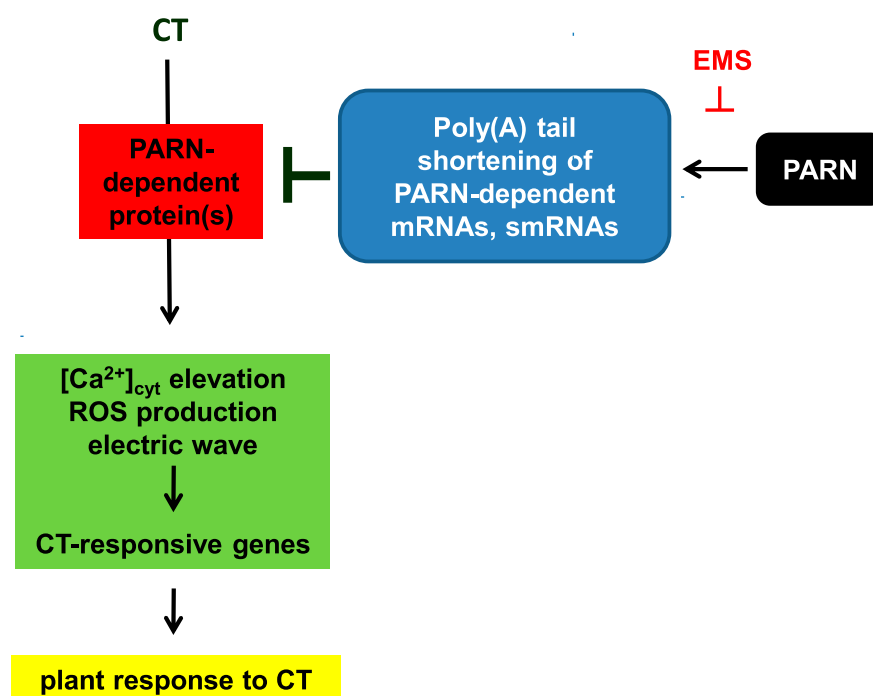 CT
EMS
PARN-
dependent
protein(s)
Poly(A) tail
shortening of
PARN-dependent
mRNAs, smRNAs
PARN
[Ca²⁺]cyt elevation
ROS production
electric wave
CT-responsive genes
plant response to CT